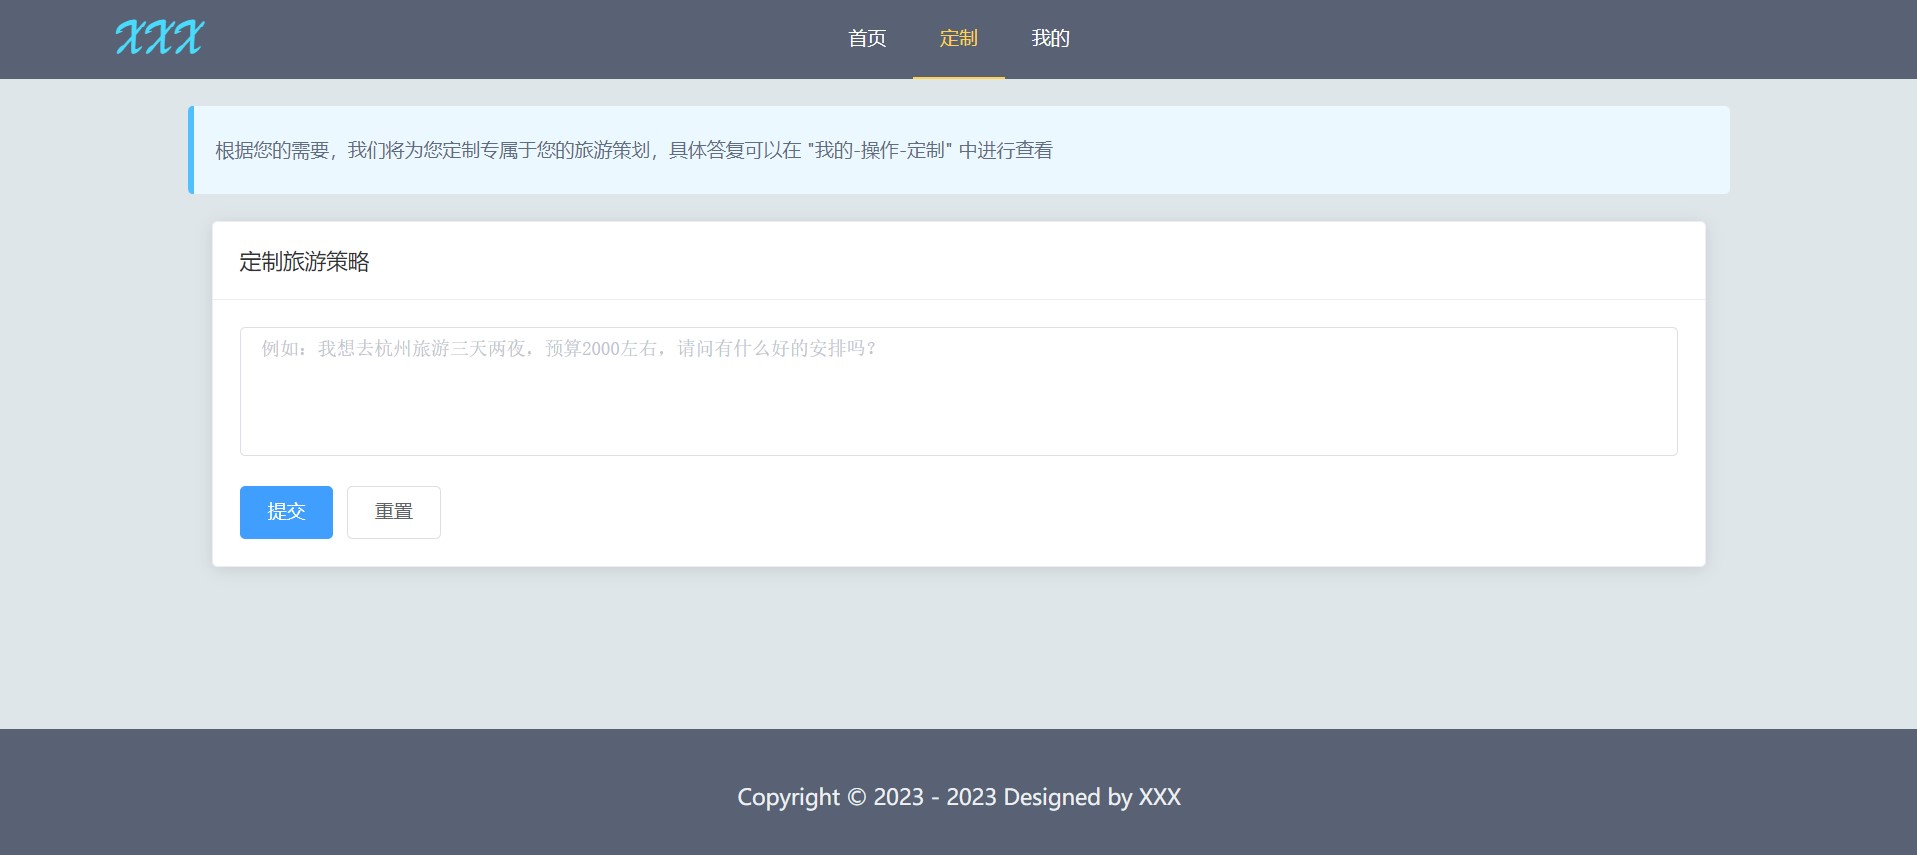 XXX
首页 定制 我的
根据您的需要，我们将为您定制专属于您的旅游策划，具体答复可以在 "我的-操作-定制" 中进行查看
定制旅游策略
例如：我想去杭州旅游三天两夜，预算2000左右，请问有什么好的安排吗？
提交 重置
Copyright © 2023 - 2023 Designed by XXX